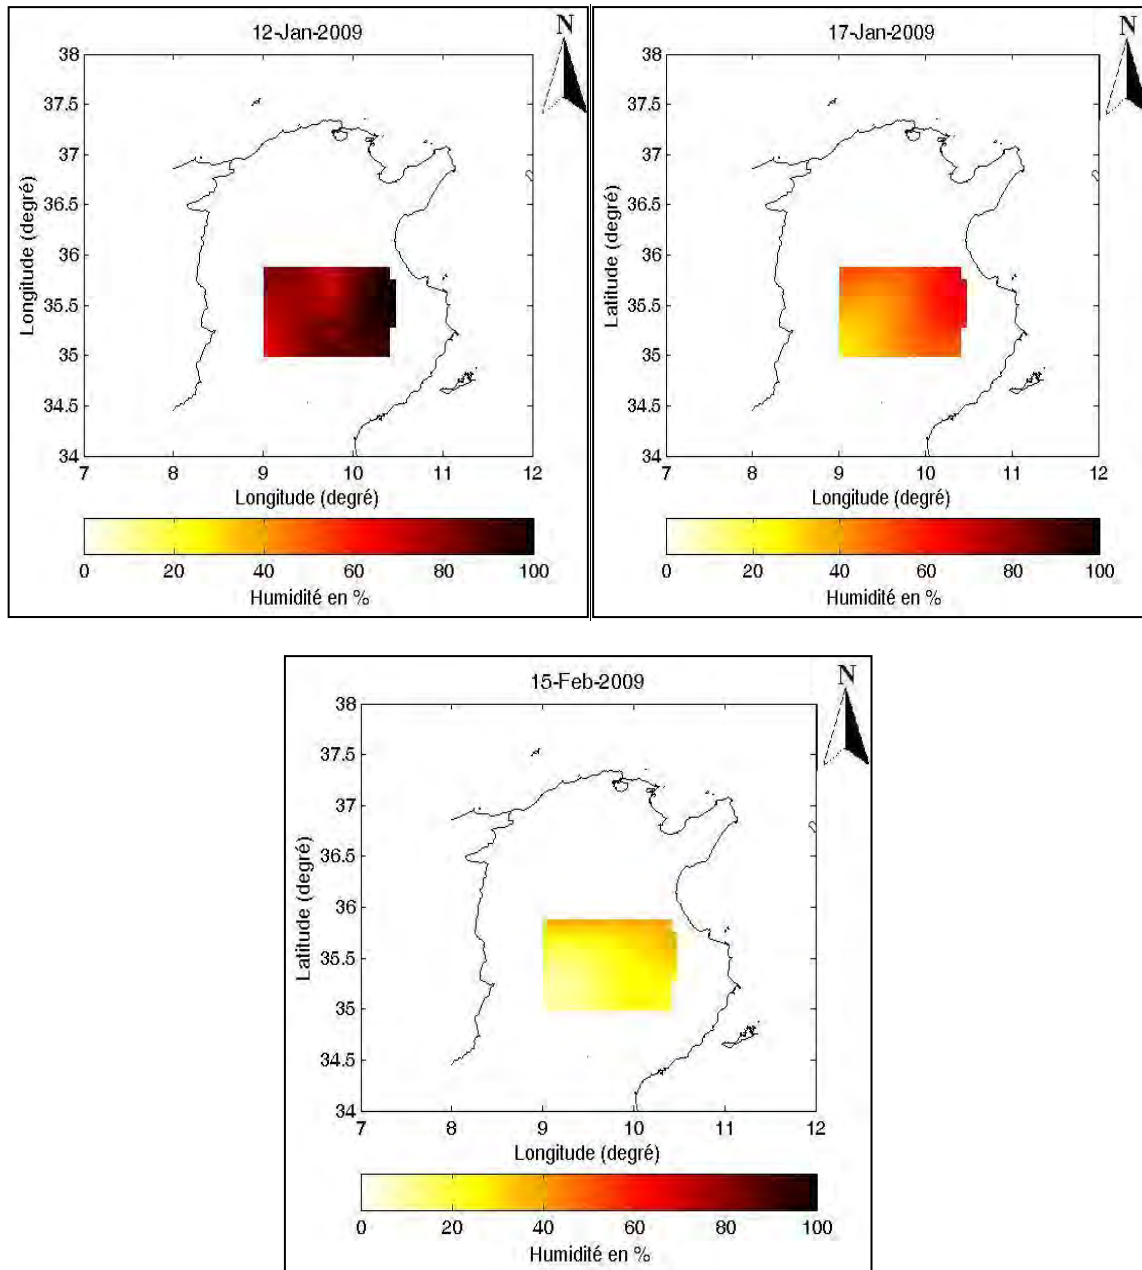 12-Jan-2009
N
38
37.5
37
36.5
36
35.5
35
34.5
34
Longitude (degré)
7 8 9 10 11 12
Longitude (degré)
0 20 40 60 80 100
Humidité en %
17-Jan-2009
N
38
37.5
37
36.5
36
35.5
35
34.5
34
Latitude (degré)
7 8 9 10 11 12
Longitude (degré)
0 20 40 60 80 100
Humidité en %
15-Feb-2009
N
38
37.5
37
36.5
36
35.5
35
34.5
34
Latitude (degré)
7 8 9 10 11 12
Longitude (degré)
0 20 40 60 80 100
Humidité en %